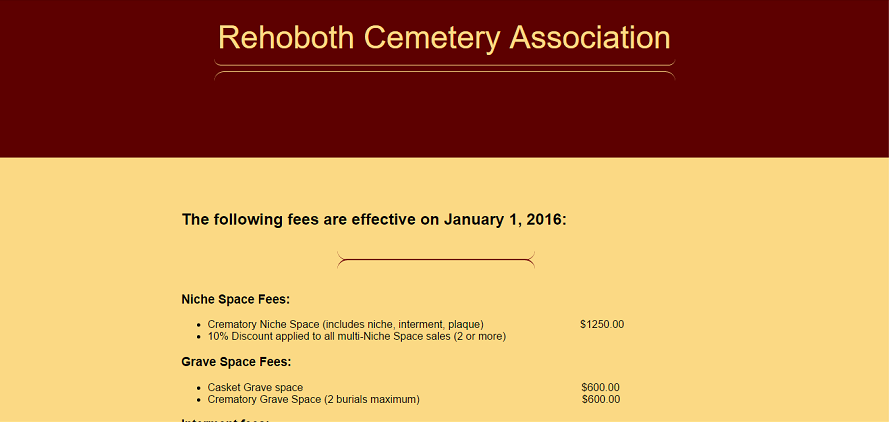 Rehoboth Cemetery Association
The following fees are effective on January 1, 2016:
Niche Space Fees:
• Crematory Niche Space (includes niche, interment, plaque) $1250.00
• 10% Discount applied to all multi-Niche Space sales (2 or more)
Grave Space Fees:
• Casket Grave space $600.00
• Crematory Grave Space (2 burials maximum) $600.00